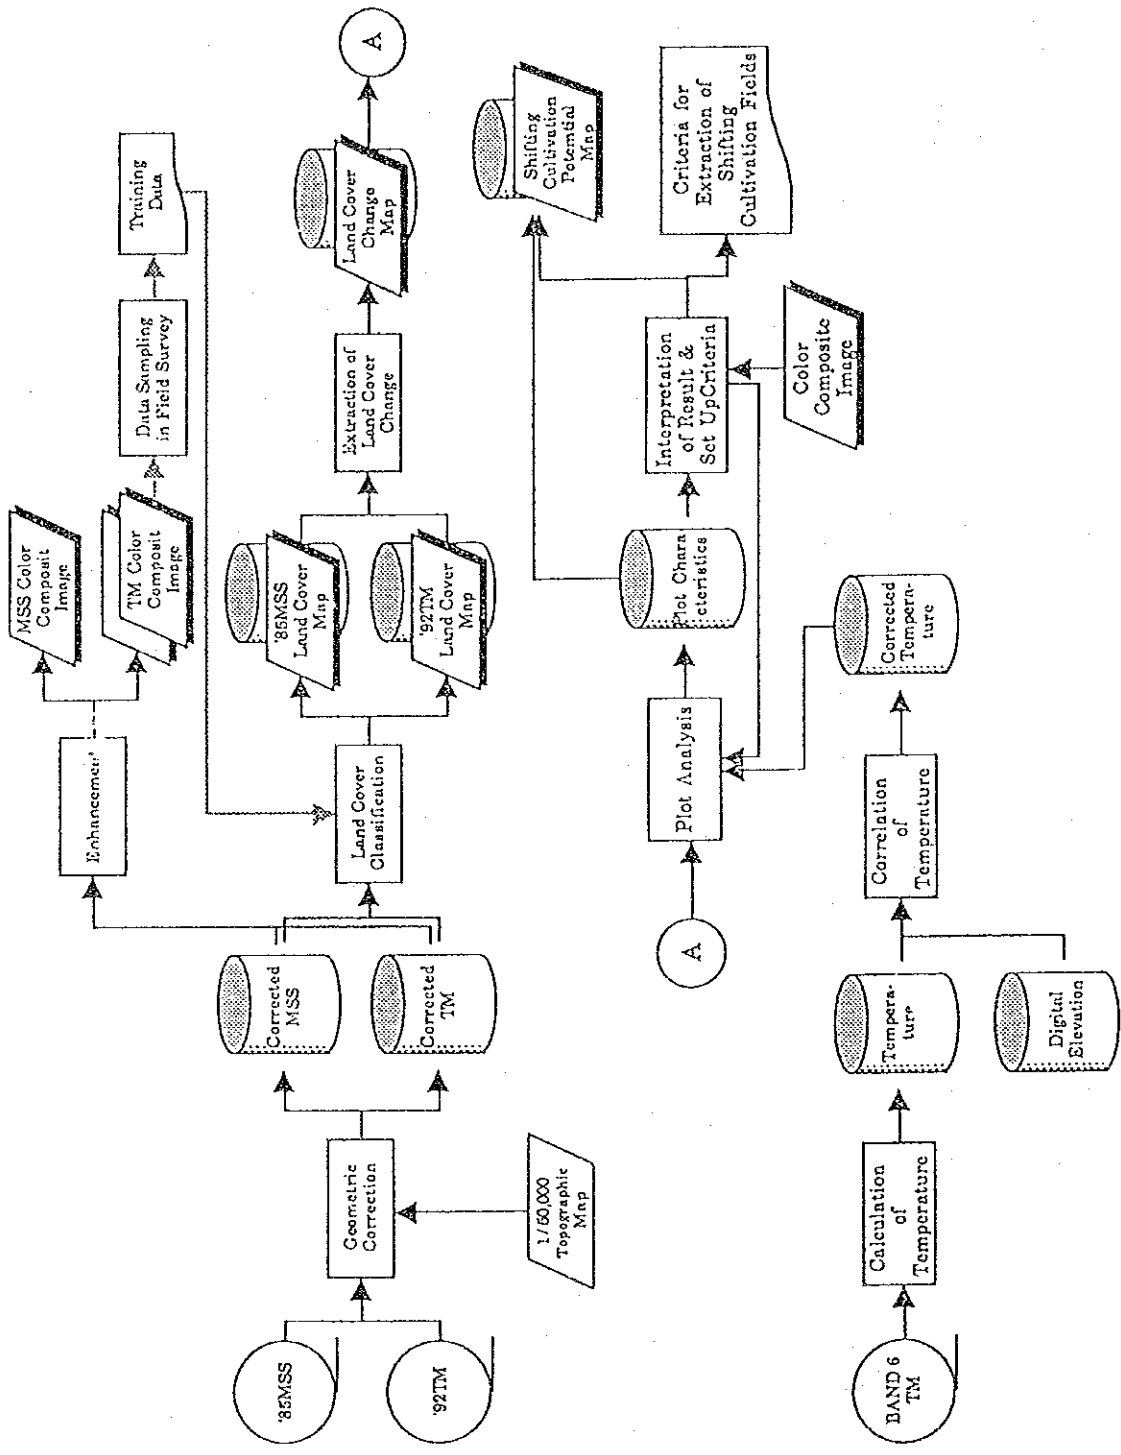 '85MSS
'92TM
Geometric
Correction
1/50,000
Topographic
Map
Corrected
MSS
Corrected
TM
Enhancement
MSS Color
Composit
Image
TM Color
Composit
Image
Data Sampling
in Field Survey
Training
Data
Land Cover
Classification
'85MSS
Land Cover
Map
'92TM
Land Cover
Map
Extraction of
Land Cover
Change
Land Cover
Change
Map
A
A
Plot Analysis
Plot Chara
cteristics
Interpretation
of Result &
Set UpCriteria
Color
Composite
Image
Shifting
Cultivation
Potential
Map
Criteria for
Extraction of
Shifting
Cultivation Fields
BAND 6
TM
Calculation
of
Temperature
Tempera-
ture
Digital
Elevation
Correlation
of
Temperature
Corrected
Tempera-
ture